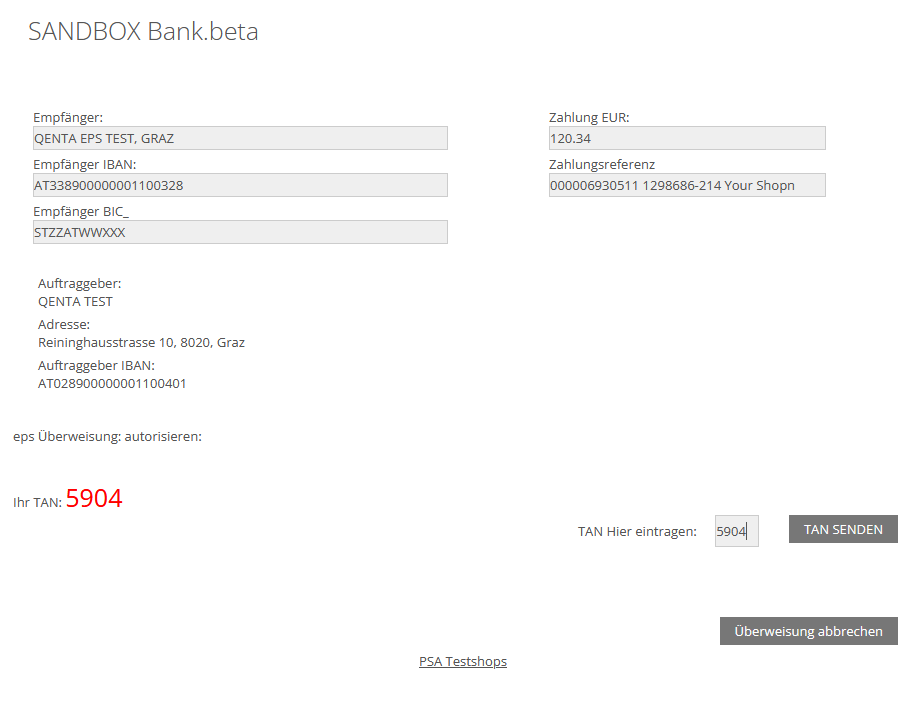 SANDBOX Bank.beta
Empfänger:
QENTA EPS TEST, GRAZ
Empfänger IBAN:
AT338900000001100328
Empfänger BIC_
STZZATWWXXX
Zahlung EUR:
120.34
Zahlungsreferenz
000006930511 1298686-214 Your Shopn
Auftraggeber:
QENTA TEST
Adresse:
Reininghausstrasse 10, 8020, Graz
Auftraggeber IBAN:
AT028900000001100401
eps Überweisung: autorisieren:
Ihr TAN: 5904
TAN Hier eintragen: 5904 TAN SENDEN
Überweisung abbrechen
PSA Testshops